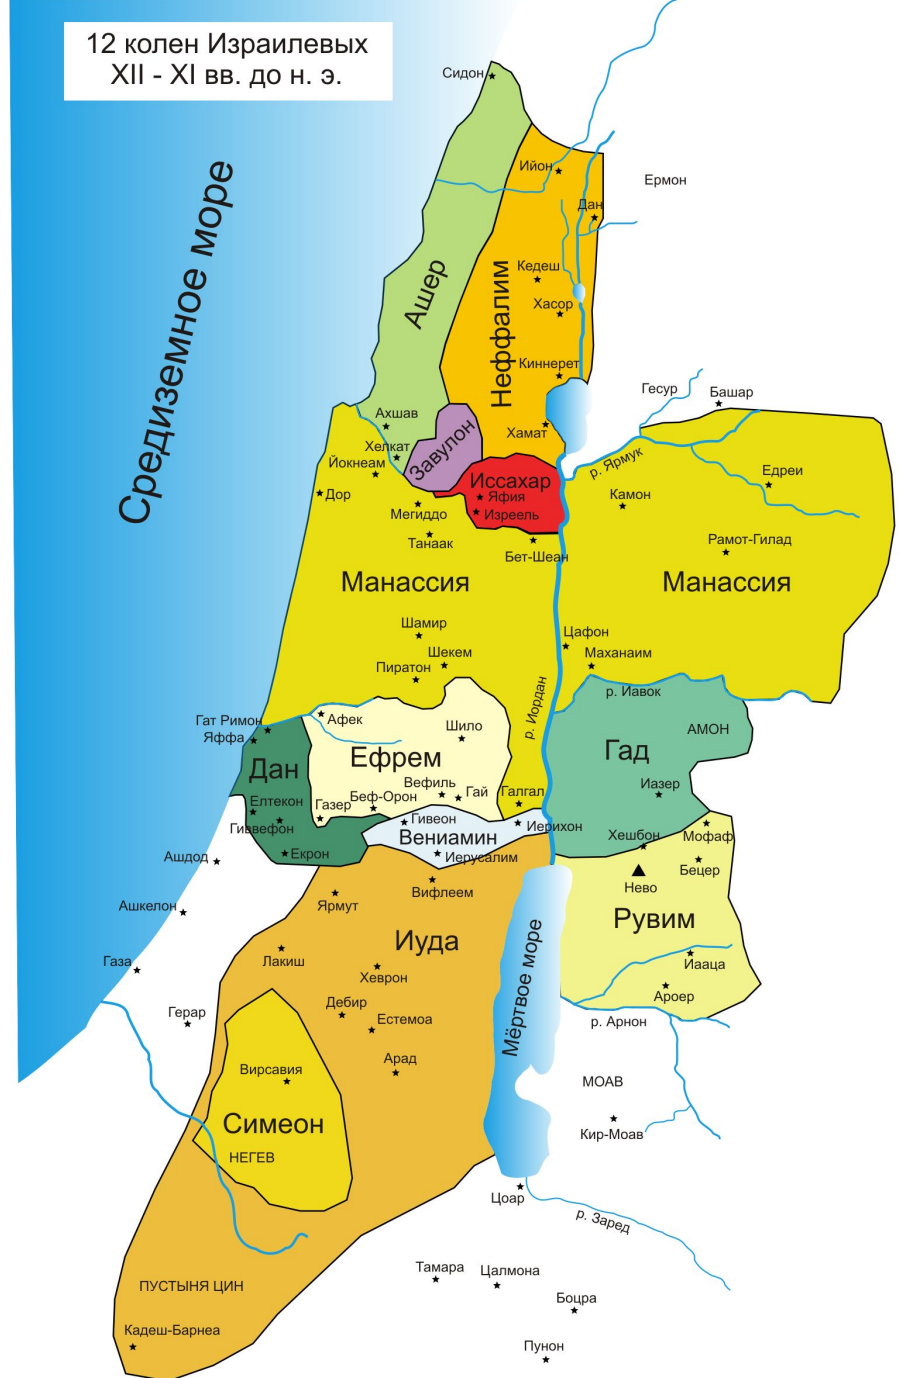 12 колен Израилевых
XII - XI вв. до н. э.
Сидон
Ийон
Ермон
Дан
Средиземное море
Ашер
Неффалим
Кедеш
Хасор
Киннерет
Гесур
Башар
Ахшав
Хамат
Хелкат
Завулон
Йокнеам
р. Ярмук
Едреи
Иссахар
Дор
Яфия
Камон
Мегиддо
Изреель
Танаак
Бет-Шеан
Рамот-Гилад
Манассия
Манассия
Шамир
Цафон
Шекем
Маханаим
Пиратон
р. Иавок
р. Иордан
Гат Римон
Афек
Яффа
Шило
АМОН
Дан
Ефрем
Гад
Вефиль
Иазер
Елтекон
Газер
Беф-Орон
Гай
Галгал
Гиввефон
Гивеон
Иерихон
Вениамин
Хешбон
Мофаф
Екрон
Иерусалим
Ашдод
Бецер
Вифлеем
Нево
Ашкелон
Ярмут
Рувим
Иуда
Газа
Лакиш
Хеврон
Иааца
Мёртвое море
Дебир
Ароер
Герар
Естемоа
р. Арнон
Арад
Вирсавия
МОАВ
Симеон
Кир-Моав
НЕГЕВ
Цоар
р. Заред
Тамара
Цалмона
ПУСТЫНЯ ЦИН
Боцра
Кадеш-Барнеа
Пунон